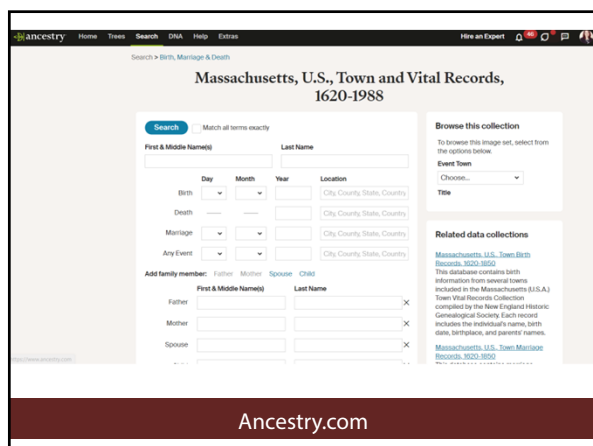 ancestry Home Trees Search DNA Help Extras Hire an Expert 46
Search > Birth, Marriage & Death
Massachusetts, U.S., Town and Vital Records,
1620-1988
Search Match all terms exactly
First & Middle Name(s) Last Name
Day Month Year Location
Birth City, County, State, Country
Death City, County, State, Country
Marriage City, County, State, Country
Any Event City, County, State, Country
Add family member: Father Mother Spouse Child
First & Middle Name(s) Last Name
Father
Mother
Spouse
Browse this collection
To browse this image set, select from
the options below.
Event Town
Choose...
Title
Related data collections
Massachusetts, U.S., Town Birth
Records, 1620-1850
This database contains birth
information from several towns
included in the Massachusetts (U.S.A.)
Town Vital Records Collection
compiled by the New England Historic
Genealogical Society. Each record
includes the individual's name, birth
date, birthplace, and parents' names.
Massachusetts, U.S., Town Marriage
Records, 1620-1850
https://www.ancestry.com
Ancestry.com